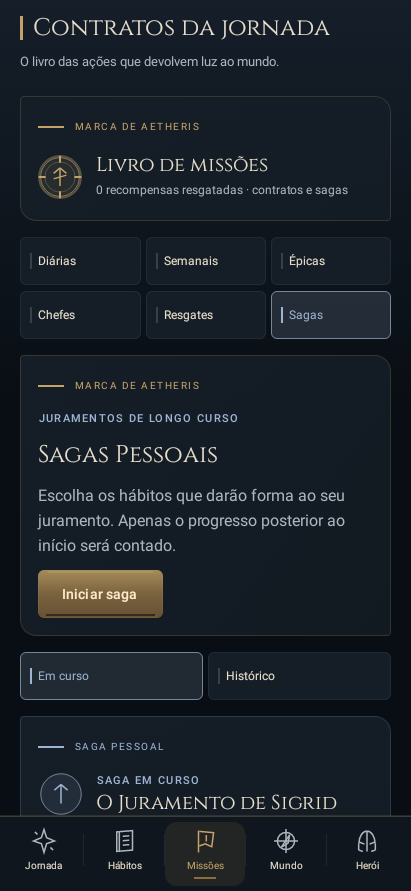 Contratos da Jornada
O livro das ações que devolvem luz ao mundo.
MARCA DE AETHERIS
Livro de Missões
0 recompensas resgatadas · contratos e sagas
Diárias
Semanais
Épicas
Chefes
Resgates
Sagas
MARCA DE AETHERIS
JURAMENTOS DE LONGO CURSO
Sagas Pessoais
Escolha os hábitos que darão forma ao seu
juramento. Apenas o progresso posterior ao
início será contado.
Iniciar saga
Em curso
Histórico
SAGA PESSOAL
SAGA EM CURSO
O Juramento de Sigrid
Jornada
Hábitos
Missões
Mundo
Herói